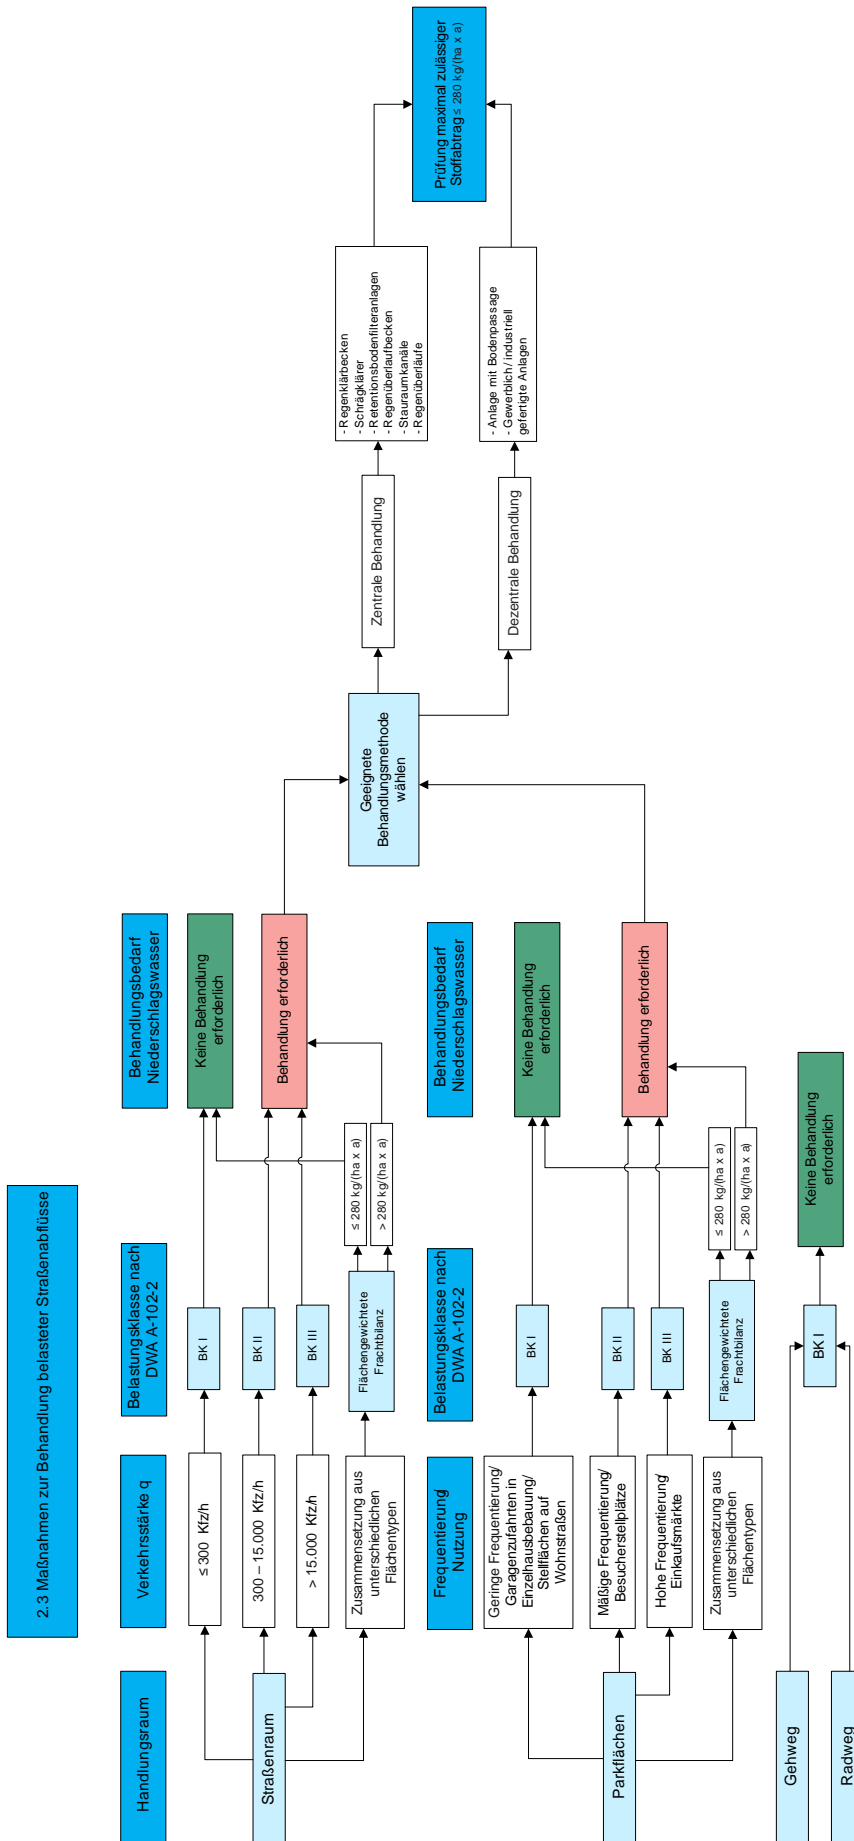 2.3 Maßnahmen zur Behandlung belasteter Straßenabflüsse
Handlungsraum
Verkehrsstärke q
Belastungsklasse nach
DWA A-102-2
Behandlungsbedarf
Niederschlagswasser
Straßenraum
≤ 300 Kfz/h
BK I
Keine Behandlung
erforderlich
300 – 15.000 Kfz/h
BK II
Behandlung erforderlich
> 15.000 Kfz/h
BK III
Zusammensetzung aus
unterschiedlichen
Flächentypen
Flächengewichtete
Frachtbilanz
≤ 280 kg/(ha x a)
> 280 kg/(ha x a)
Frequentierung/
Nutzung
Belastungsklasse nach
DWA A-102-2
Behandlungsbedarf
Niederschlagswasser
Parkflächen
Geringe Frequentierung/
Garagenzufahrten in
Einzelhausbebauung/
Stellflächen auf
Wohnstraßen
BK I
Keine Behandlung
erforderlich
Mäßige Frequentierung/
Besucherstellplätze
BK II
Behandlung erforderlich
Hohe Frequentierung/
Einkaufsmärkte
BK III
Zusammensetzung aus
unterschiedlichen
Flächentypen
Flächengewichtete
Frachtbilanz
≤ 280 kg/(ha x a)
> 280 kg/(ha x a)
Gehweg
Radweg
BK I
Keine Behandlung
erforderlich
Geeignete
Behandlungsmethode
wählen
Zentrale Behandlung
- Regenklärbecken
- Schrägklärer
- Retentionsbodenfilteranlagen
- Regenüberlaufbecken
- Stauraumkanäle
- Regenüberläufe
Dezentrale Behandlung
- Anlage mit Bodenpassage
- Gewerblich/industriell
gefertigte Anlagen
Prüfung maximal zulässiger
Stoffabtrag ≤ 280 kg/(ha x a)